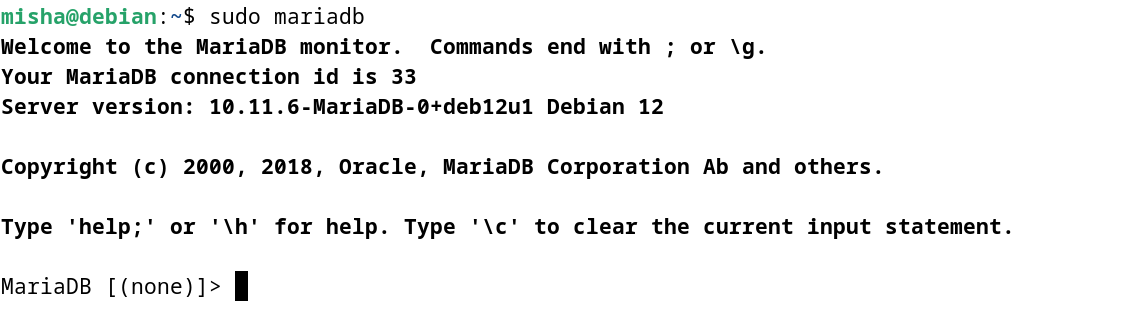 misha@debian:~$ sudo mariadb
Welcome to the MariaDB monitor.  Commands end with ; or \g.
Your MariaDB connection id is 33
Server version: 10.11.6-MariaDB-0+deb12u1 Debian 12
Copyright (c) 2000, 2018, Oracle, MariaDB Corporation Ab and others.
Type 'help;' or '\h' for help. Type '\c' to clear the current input statement.
MariaDB [(none)]>